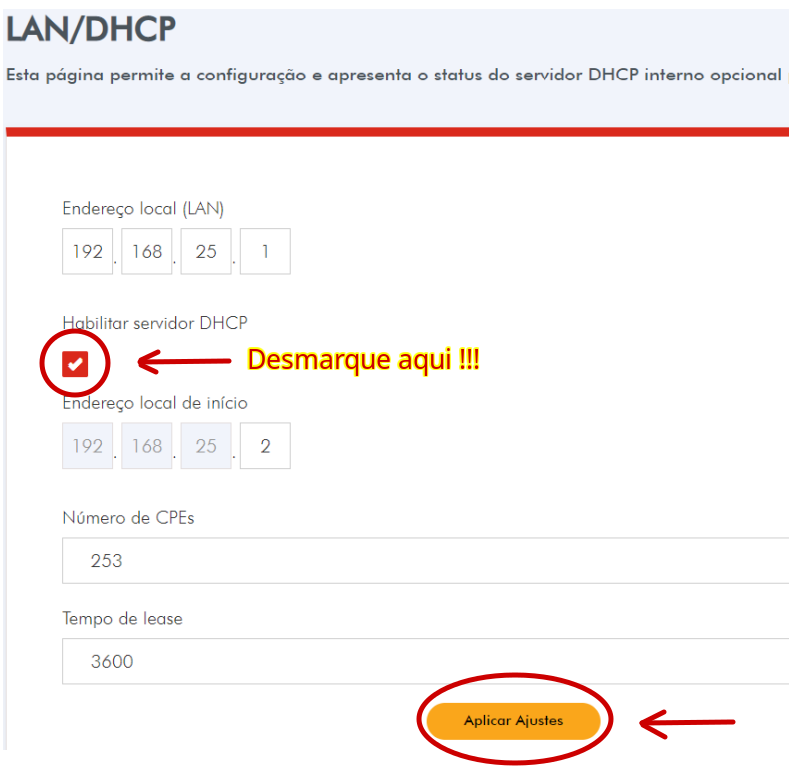 LAN/DHCP
Esta página permite a configuração e apresenta o status do servidor DHCP interno opcional
Endereço local (LAN)
192 . 168 . 25 . 1
Habilitar servidor DHCP
Desmarque aqui !!!
Endereço local de início
192 . 168 . 25 . 2
Número de CPEs
253
Tempo de lease
3600
Aplicar Ajustes